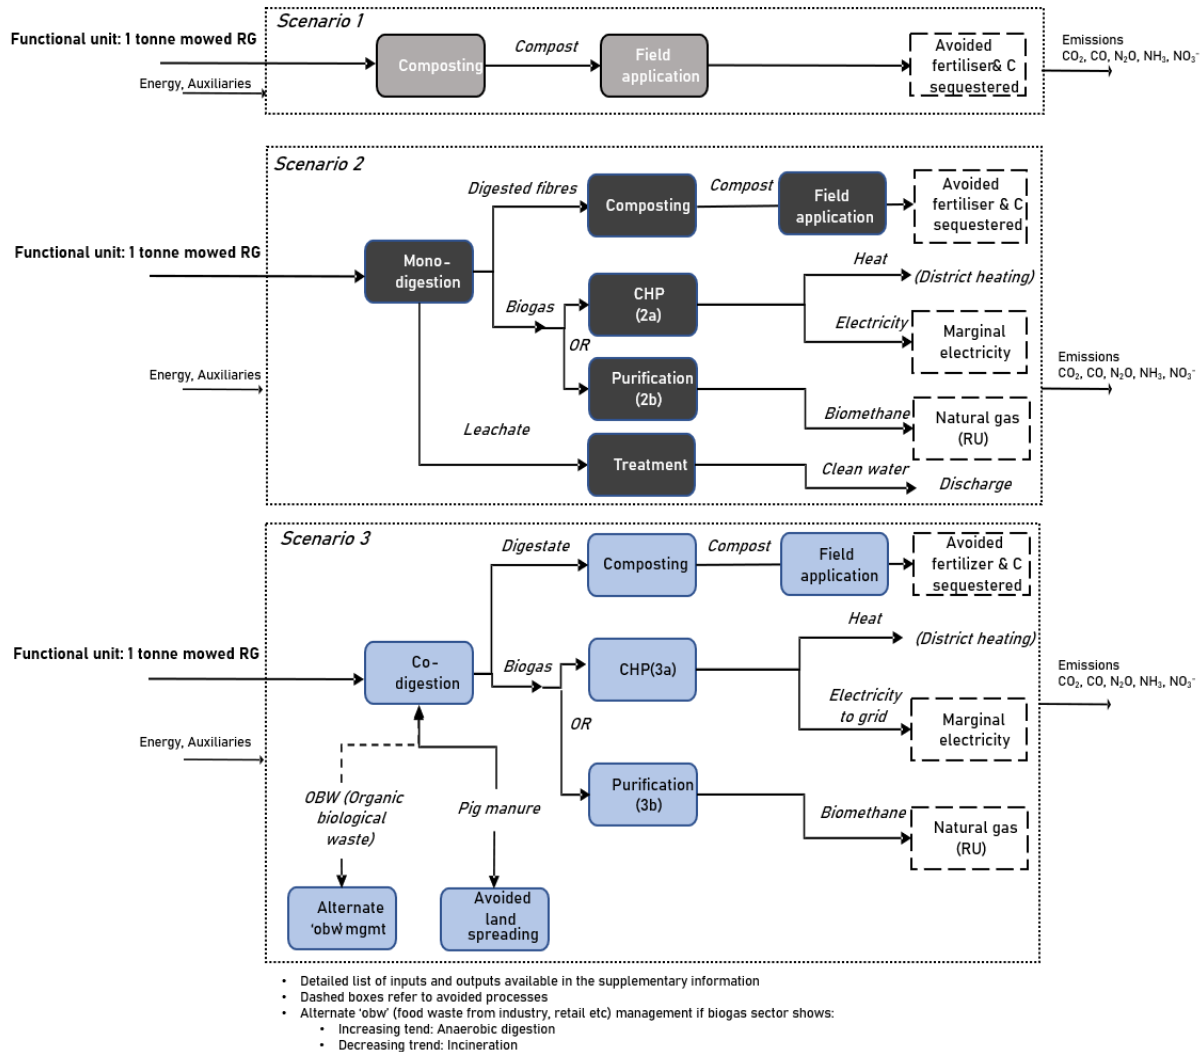 Scenario 1
Functional unit: 1 tonne mowed RG
Energy, Auxiliaries
Composting
Compost
Field
application
Avoided
fertiliser& C
sequestered
Emissions
CO₂, CO, N₂O, NH₃, NO₃⁻
Scenario 2
Functional unit: 1 tonne mowed RG
Energy, Auxiliaries
Mono-
digestion
Digested fibres
Composting
Compost
Field
application
Avoided
fertiliser & C
sequestered
Biogas
OR
CHP
(2a)
Heat
(District heating)
Electricity
Marginal
electricity
Purification
(2b)
Biomethane
Natural gas
(RU)
Leachate
Treatment
Clean water
Discharge
Emissions
CO₂, CO, N₂O, NH₃, NO₃⁻
Scenario 3
Functional unit: 1 tonne mowed RG
Energy, Auxiliaries
Co-
digestion
Digestate
Composting
Compost
Field
application
Avoided
fertilizer & C
sequestered
Biogas
OR
CHP(3a)
Heat
(District heating)
Electricity
to grid
Marginal
electricity
Purification
(3b)
Biomethane
Natural gas
(RU)
OBW (Organic
biological
waste)
Pig manure
Alternate
'obw' mgmt
Avoided
land
spreading
Emissions
CO₂, CO, N₂O, NH₃, NO₃⁻
• Detailed list of inputs and outputs available in the supplementary information
• Dashed boxes refer to avoided processes
• Alternate 'obw' (food waste from industry, retail etc) management if biogas sector shows:
• Increasing tend: Anaerobic digestion
• Decreasing trend: Incineration